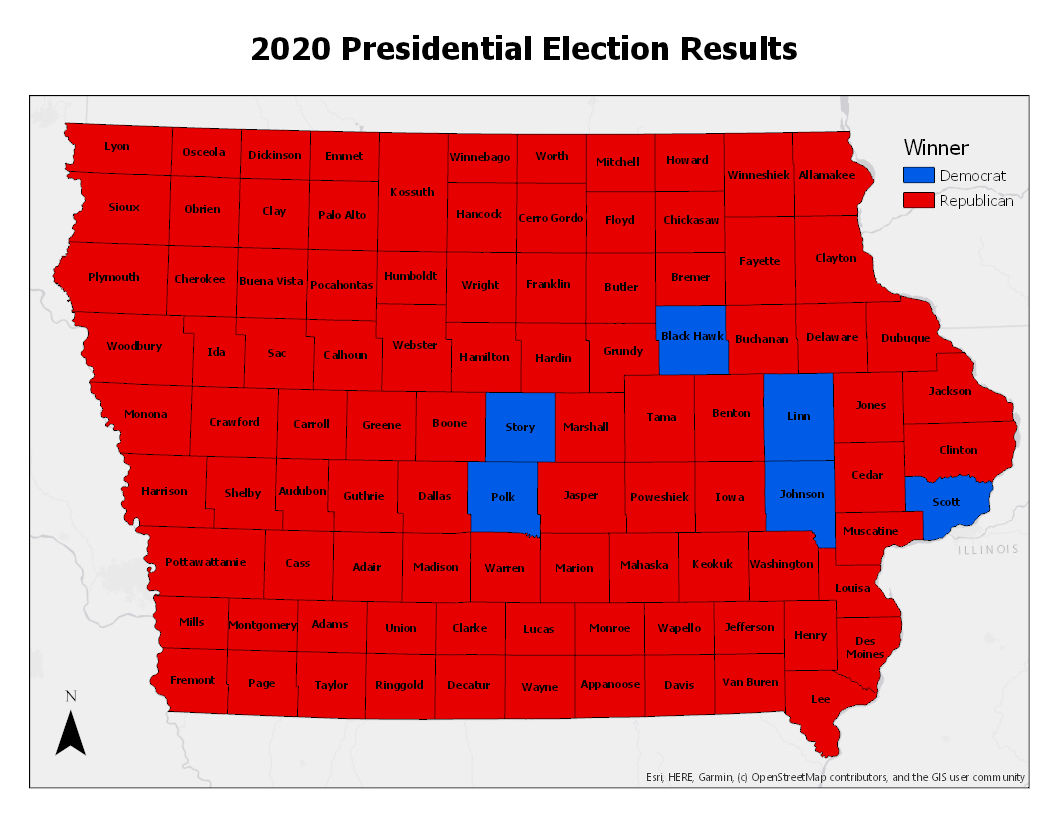 2020 Presidential Election Results
Winner
Democrat
Republican
Lyon
Osceola
Dickinson
Emmet
Kossuth
Winnebago
Worth
Mitchell
Howard
Winneshiek
Allamakee
Sioux
Obrien
Clay
Palo Alto
Hancock
Cerro Gordo
Floyd
Chickasaw
Fayette
Clayton
Plymouth
Cherokee
Buena Vista
Pocahontas
Humboldt
Wright
Franklin
Butler
Bremer
Woodbury
Ida
Sac
Calhoun
Webster
Hamilton
Hardin
Grundy
Black Hawk
Buchanan
Delaware
Dubuque
Monona
Crawford
Carroll
Greene
Boone
Story
Marshall
Tama
Benton
Linn
Jones
Jackson
Clinton
Harrison
Shelby
Audubon
Guthrie
Dallas
Polk
Jasper
Poweshiek
Iowa
Johnson
Cedar
Scott
Muscatine
ILLINOIS
Pottawattamie
Cass
Adair
Madison
Warren
Marion
Mahaska
Keokuk
Washington
Louisa
Mills
Montgomery
Adams
Union
Clarke
Lucas
Monroe
Wapello
Jefferson
Henry
Des
Moines
Fremont
Page
Taylor
Ringgold
Decatur
Wayne
Appanoose
Davis
Van Buren
Lee
N
Esri, HERE, Garmin, (c) OpenStreetMap contributors, and the GIS user community